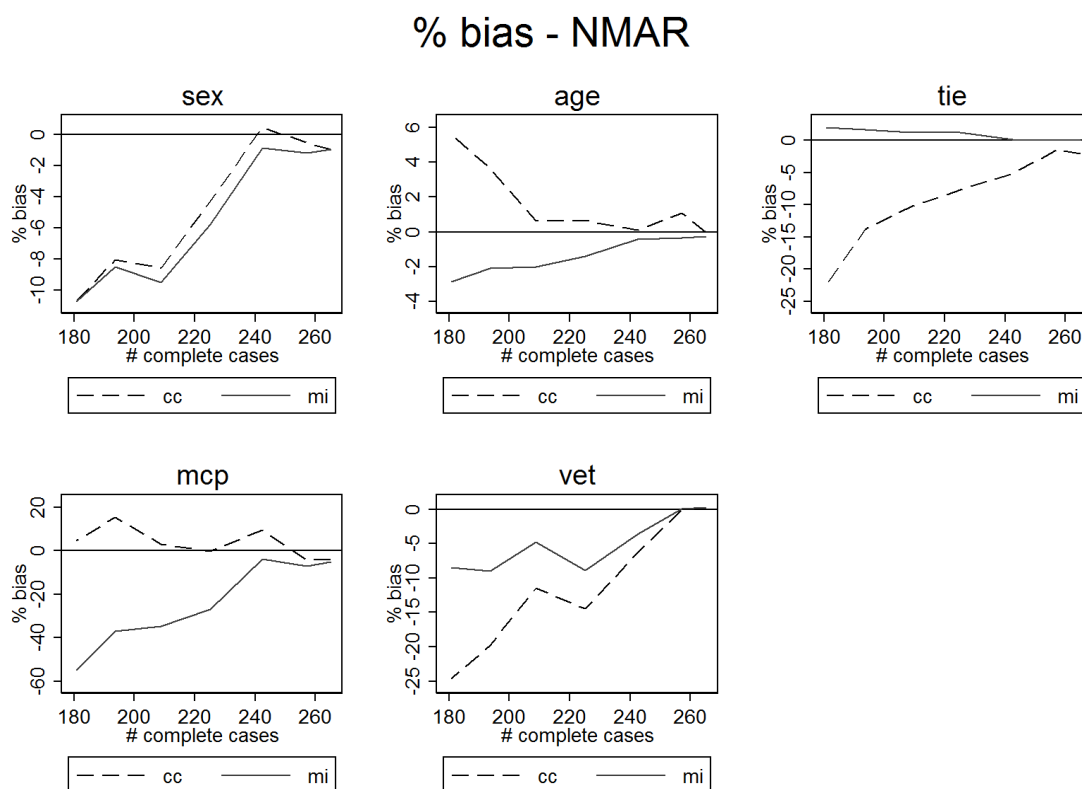 % bias - NMAR
sex
% bias
0
-2
-4
-6
-8
-10
180 200 220 240 260
# complete cases
cc mi
age
% bias
6
4
2
0
-2
-4
180 200 220 240 260
# complete cases
cc mi
tie
% bias
0
-5
-10
-15
-20
-25
180 200 220 240 260
# complete cases
cc mi
mcp
% bias
20
0
-20
-40
-60
180 200 220 240 260
# complete cases
cc mi
vet
% bias
0
-5
-10
-15
-20
-25
180 200 220 240 260
# complete cases
cc mi